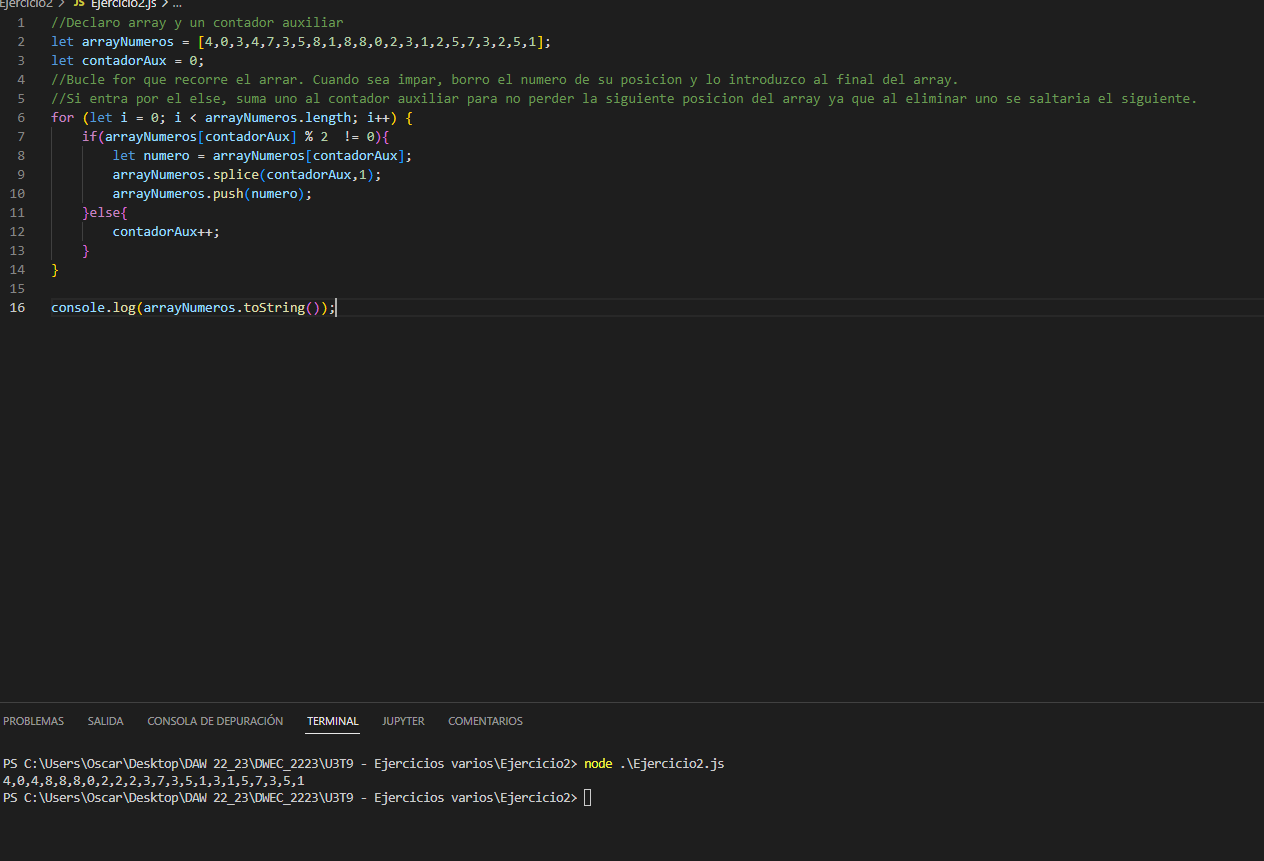 Ejercicio2 > JS Ejercicio2.js > ...
1 //Declaro array y un contador auxiliar
2 let arrayNumeros = [4,0,3,4,7,3,5,8,1,8,8,0,2,3,1,2,5,7,3,2,5,1];
3 let contadorAux = 0;
4 //Bucle for que recorre el arrar. Cuando sea impar, borro el numero de su posicion y lo introduzco al final del array.
5 //Si entra por el else, suma uno al contador auxiliar para no perder la siguiente posicion del array ya que al eliminar uno se saltaria el siguiente.
6 for (let i = 0; i < arrayNumeros.length; i++) {
7 if(arrayNumeros[contadorAux] % 2  != 0){
8 let numero = arrayNumeros[contadorAux];
9 arrayNumeros.splice(contadorAux,1);
10 arrayNumeros.push(numero);
11 }else{
12 contadorAux++;
13 }
14 }
15
16 console.log(arrayNumeros.toString());
PROBLEMAS SALIDA CONSOLA DE DEPURACIÓN TERMINAL JUPYTER COMENTARIOS
PS C:\Users\Oscar\Desktop\DAW 22_23\DWEC_2223\U3T9 - Ejercicios varios\Ejercicio2> node .\Ejercicio2.js
4,0,4,8,8,8,0,2,2,2,3,7,3,5,1,3,1,5,7,3,5,1
PS C:\Users\Oscar\Desktop\DAW 22_23\DWEC_2223\U3T9 - Ejercicios varios\Ejercicio2>